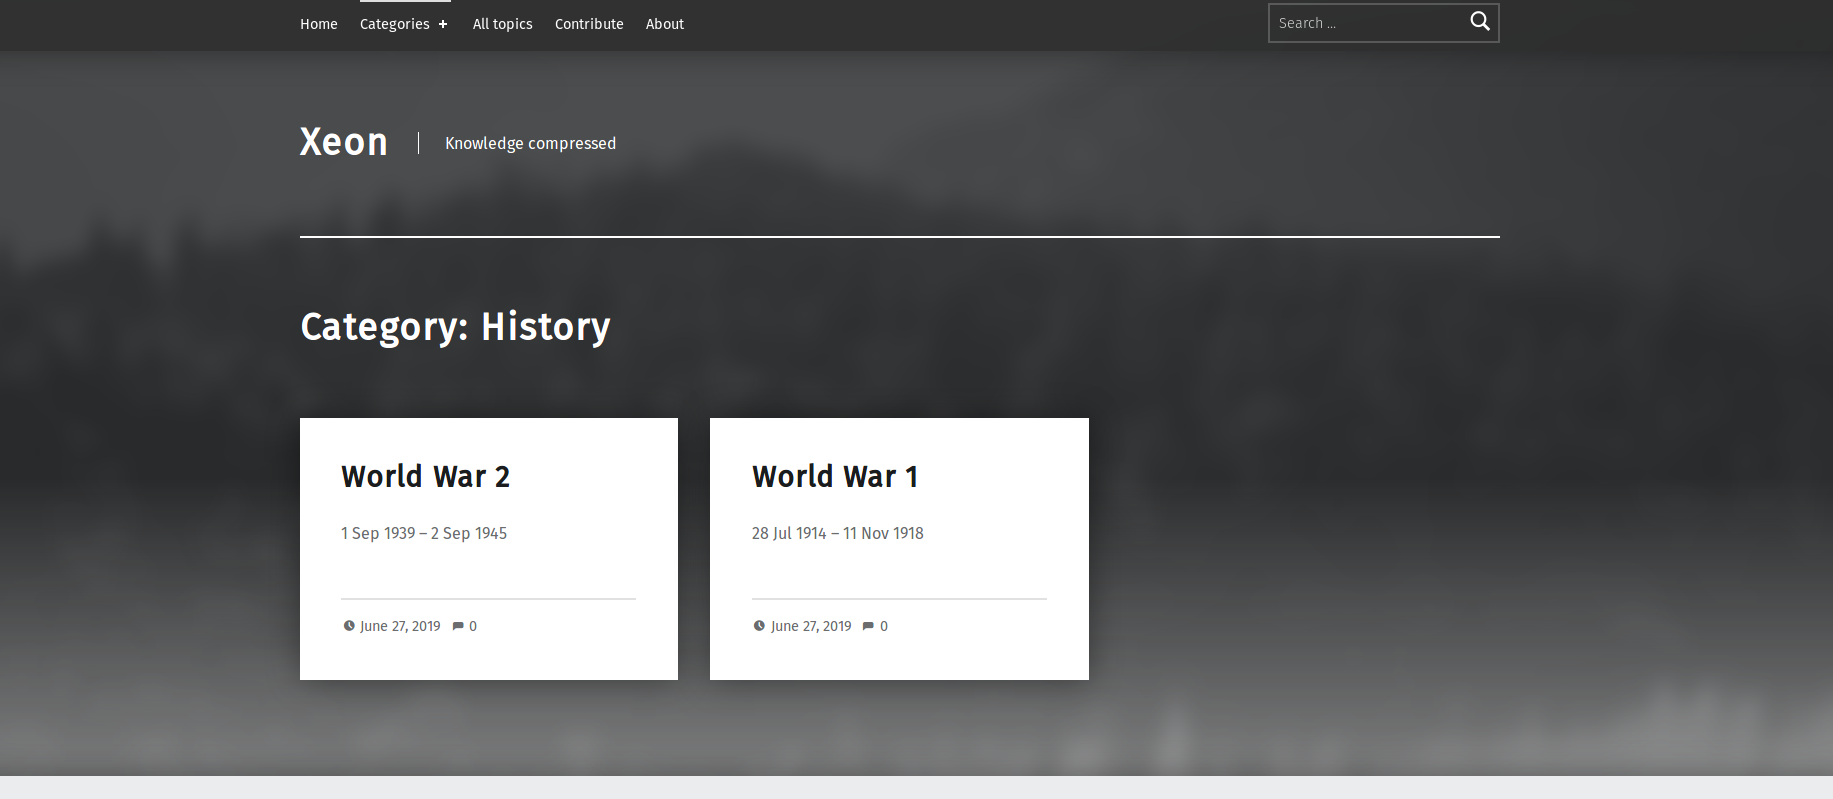 Home Categories + All topics Contribute About Search ...
Xeon Knowledge compressed
Category: History
World War 2
1 Sep 1939 – 2 Sep 1945
June 27, 2019 0
World War 1
28 Jul 1914 – 11 Nov 1918
June 27, 2019 0